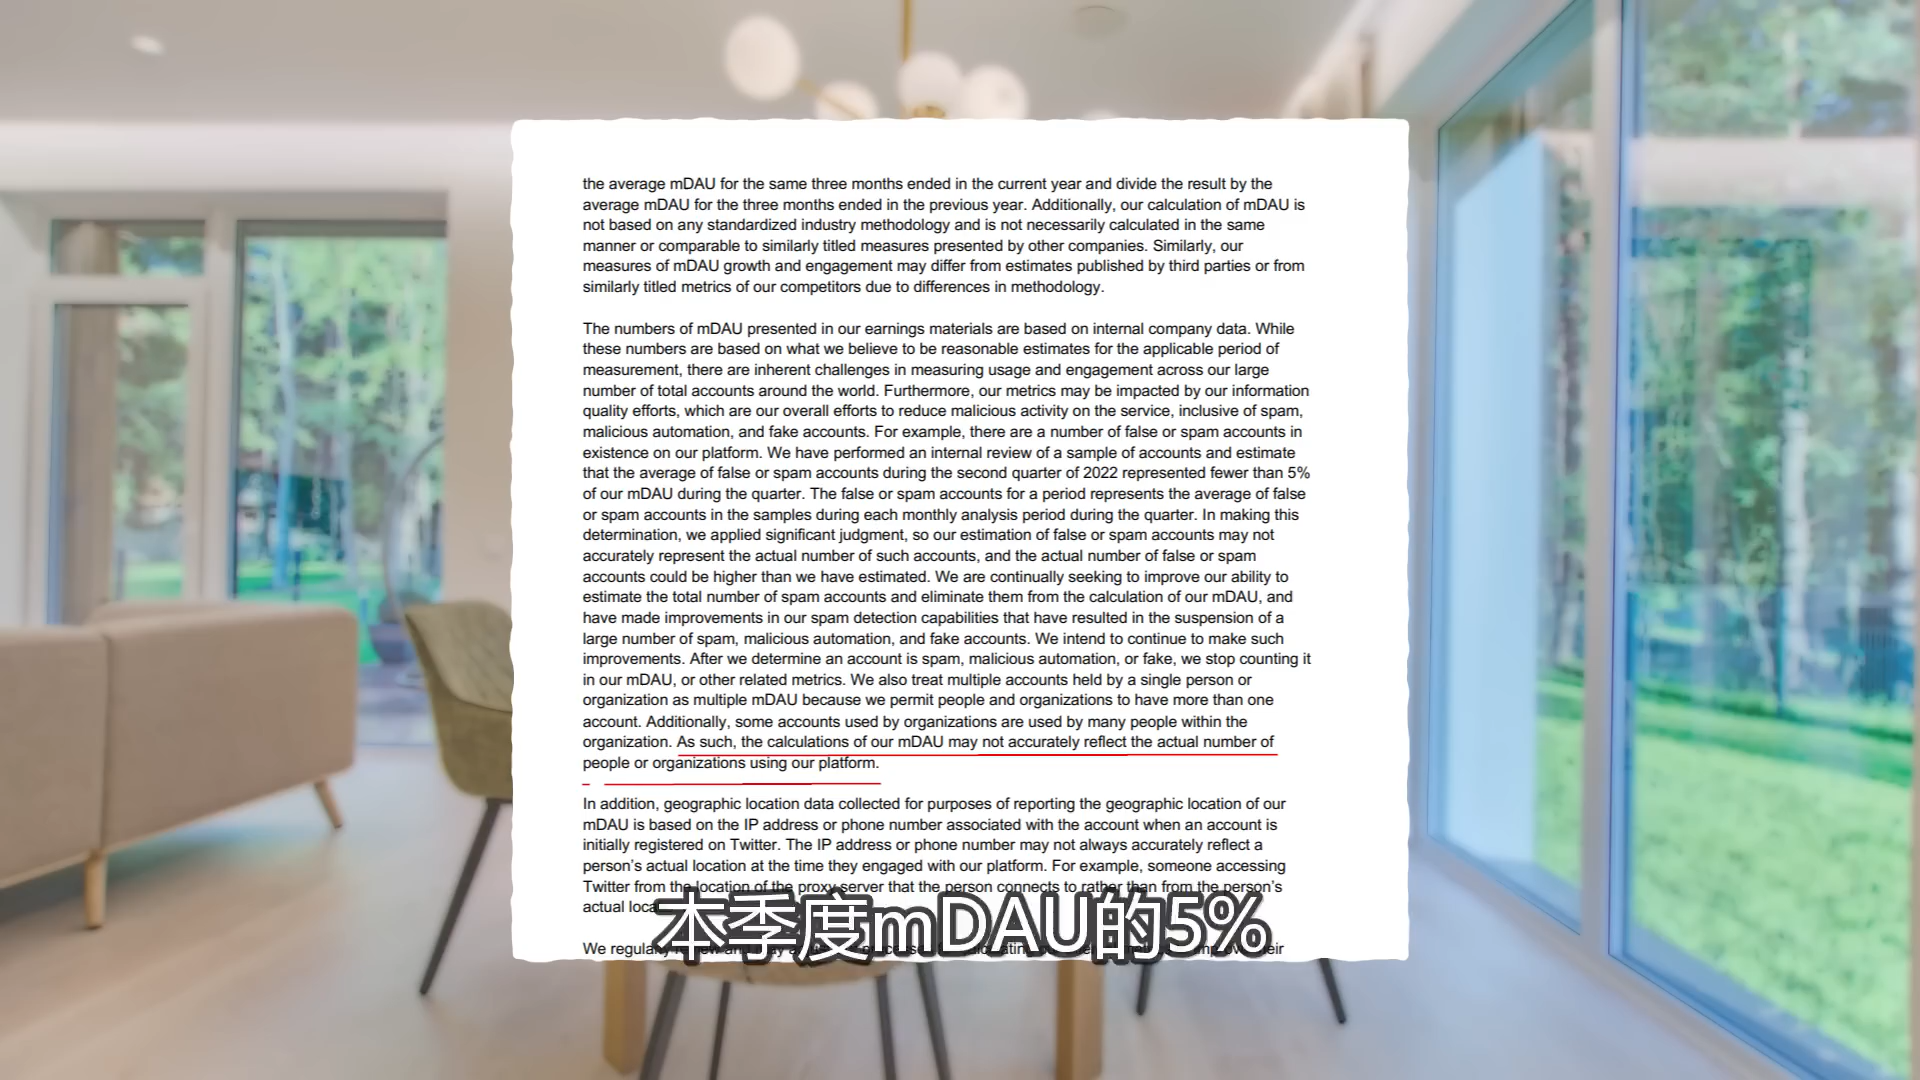 the average mDAU for the same three months ended in the current year and divide the result by the
average mDAU for the three months ended in the previous year. Additionally, our calculation of mDAU is
not based on any standardized industry methodology and is not necessarily calculated in the same
manner or comparable to similarly titled measures presented by other companies. Similarly, our
measures of mDAU growth and engagement may differ from estimates published by third parties or from
similarly titled metrics of our competitors due to differences in methodology.
The numbers of mDAU presented in our earnings materials are based on internal company data. While
these numbers are based on what we believe to be reasonable estimates for the applicable period of
measurement, there are inherent challenges in measuring usage and engagement across our large
number of total accounts around the world. Furthermore, our metrics may be impacted by our information
quality efforts, which are our overall efforts to reduce malicious activity on the service, inclusive of spam,
malicious automation, and fake accounts. For example, there are a number of false or spam accounts in
existence on our platform. We have performed an internal review of a sample of accounts and estimate
that the average of false or spam accounts during the second quarter of 2022 represented fewer than 5%
of our mDAU during the quarter. The false or spam accounts for a period represents the average of false
or spam accounts in the samples during each monthly analysis period during the quarter. In making this
determination, we applied significant judgment, so our estimation of false or spam accounts may not
accurately represent the actual number of such accounts, and the actual number of false or spam
accounts could be higher than we have estimated. We are continually seeking to improve our ability to
estimate the total number of spam accounts and eliminate them from the calculation of our mDAU, and
have made improvements in our spam detection capabilities that have resulted in the suspension of a
large number of spam, malicious automation, and fake accounts. We intend to continue to make such
improvements. After we determine an account is spam, malicious automation, or fake, we stop counting it
in our mDAU, or other related metrics. We also treat multiple accounts held by a single person or
organization as multiple mDAU because we permit people and organizations to have more than one
account. Additionally, some accounts used by organizations are used by many people within the
organization. As such, the calculations of our mDAU may not accurately reflect the actual number of
people or organizations using our platform.
In addition, geographic location data collected for purposes of reporting the geographic location of our
mDAU is based on the IP address or phone number associated with the account when an account is
initially registered on Twitter. The IP address or phone number may not always accurately reflect a
person's actual location at the time they engaged with our platform. For example, someone accessing
Twitter from the location of the proxy server that the person connects to rather than from the person's
actual
本季度mDAU的5%
We